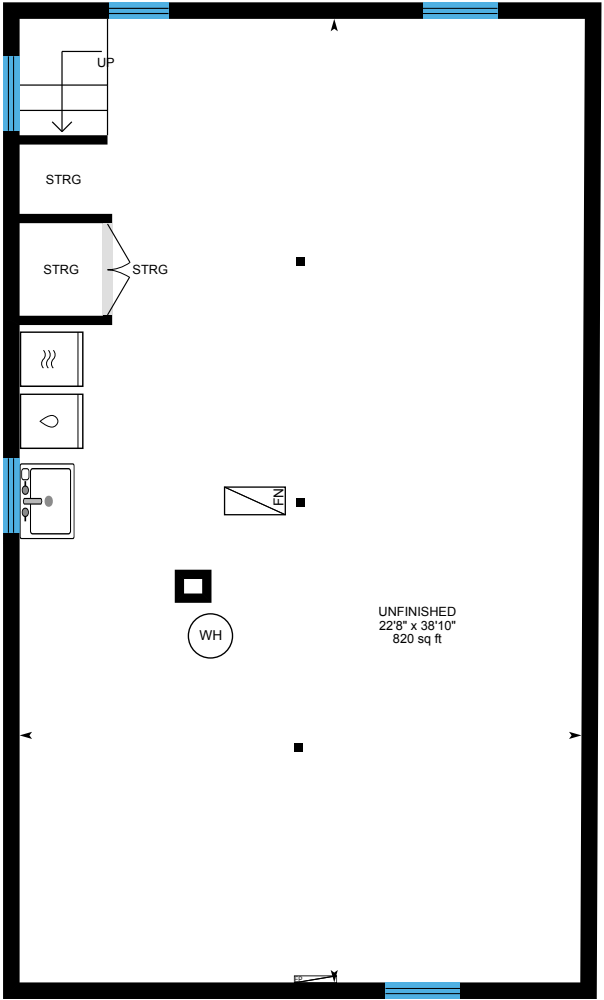 UP
STRG
STRG
STRG
FN
WH
UNFINISHED
22'8" x 38'10"
820 sq ft